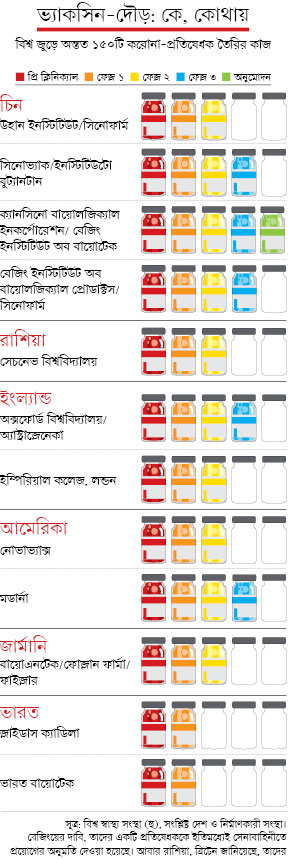 ভ্যাকসিন-দৌড়: কে, কোথায়
বিশ্ব জুড়ে অন্তত ১৫০টি করোনা-প্রতিষেধক তৈরির কাজ
প্রি ক্লিনিক্যাল ফেজ় ১ ফেজ় ২ ফেজ় ৩ অনুমোদন
চিন
উহান ইনস্টিটিউট/সিনোফার্ম
সিনোভ্যাক/ইনস্টিটিউটো
বুট্যানটান
ক্যানসিনো বায়োলজিক্যাল
ইনকর্পোরেশন/ বেজিং
ইনস্টিটিউট অব বায়োটেক
বেজিং ইনস্টিটিউট অব
বায়োলজিক্যাল প্রোডাক্টস/
সিনোফার্ম
রাশিয়া
সেচনেভ বিশ্ববিদ্যালয়
ইংল্যান্ড
অক্সফোর্ড বিশ্ববিদ্যালয়/
অ্যাস্ট্রাজ়েনেকা
ইম্পিরিয়াল কলেজ, লন্ডন
আমেরিকা
নোভাভ্যাক্স
মডার্না
জার্মানি
বায়োএনটেক/ফোজ়ান ফার্মা/
ফাইজ়ার
ভারত
জ়াইডাস ক্যাডিলা
ভারত বায়োটেক
সূত্র: বিশ্ব স্বাস্থ্য সংস্থা (হু), সংশ্লিষ্ট দেশ ও নির্মাণকারী সংস্থা।
বেজিংয়ের দাবি, তাদের একটি প্রতিষেধককে ইতিমধ্যেই সেনাবাহিনীতে
প্রয়োগের অনুমতি দেওয়া হয়েছে। আবার রাশিয়া, ব্রিটেন জানিয়েছে, তাদের